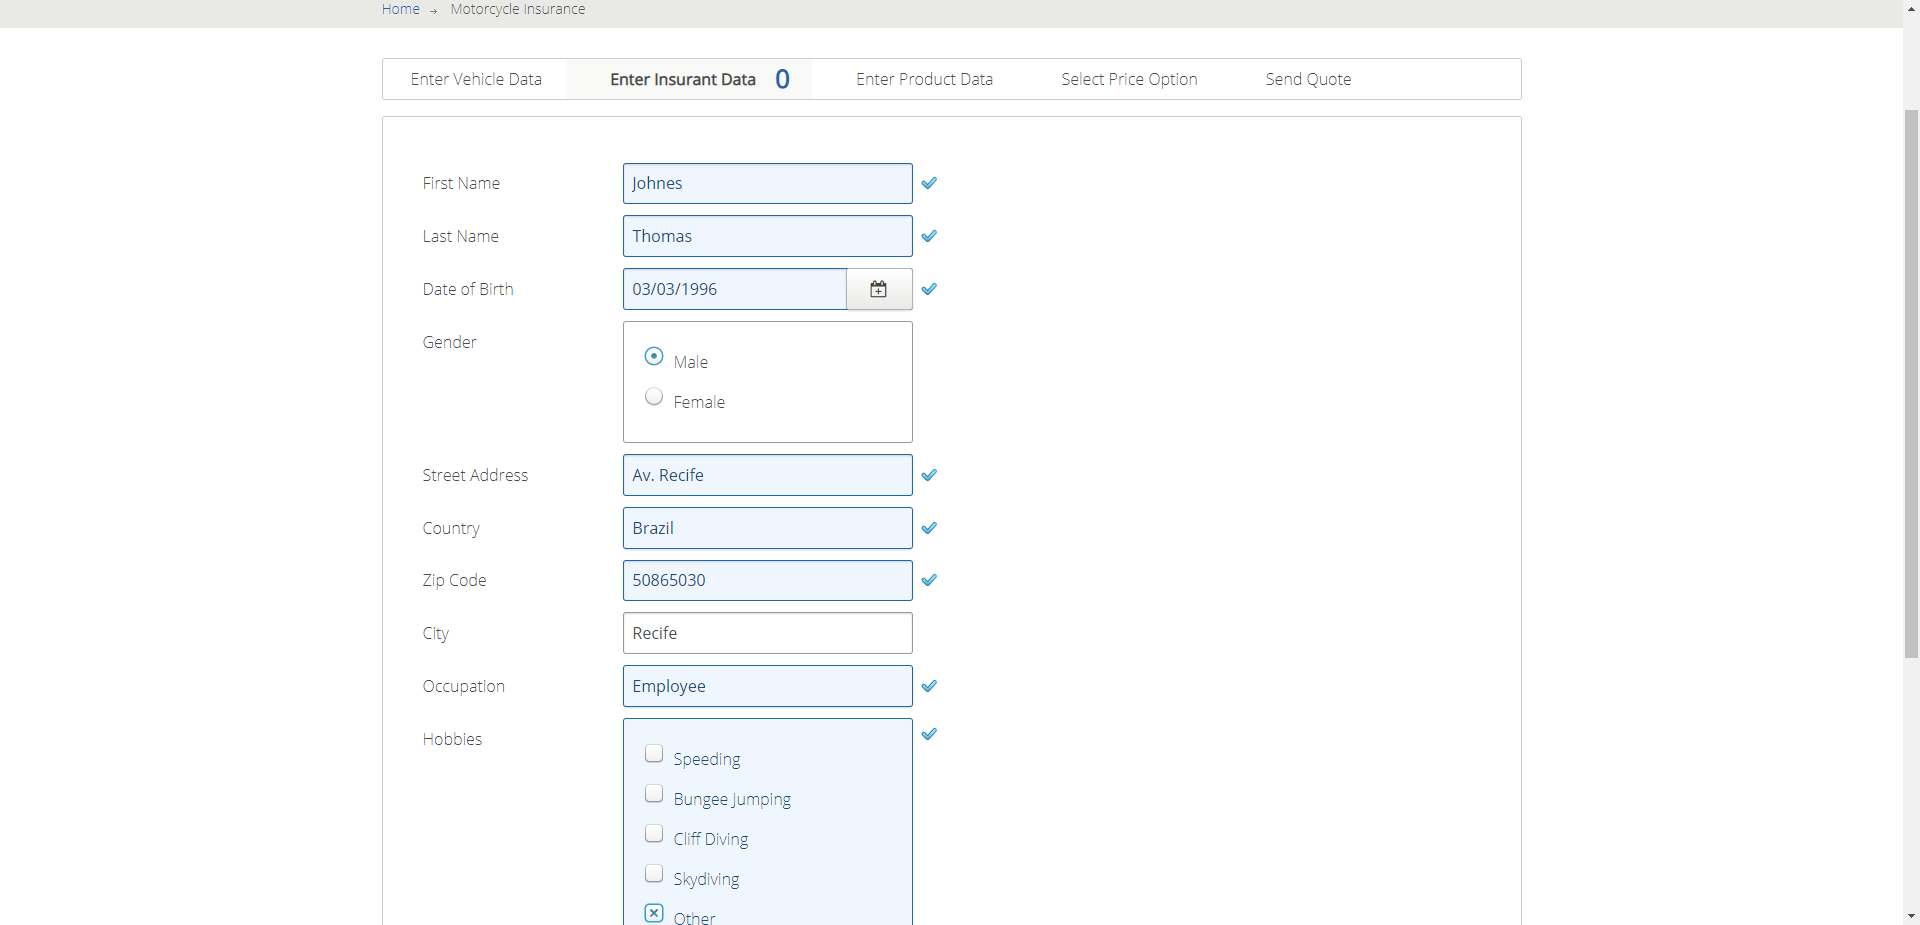 Home → Motorcycle Insurance
Enter Vehicle Data Enter Insurant Data 0 Enter Product Data Select Price Option Send Quote
First Name Johnes
Last Name Thomas
Date of Birth 03/03/1996
Gender Male
Female
Street Address Av. Recife
Country Brazil
Zip Code 50865030
City Recife
Occupation Employee
Hobbies
Speeding
Bungee Jumping
Cliff Diving
Skydiving
Other